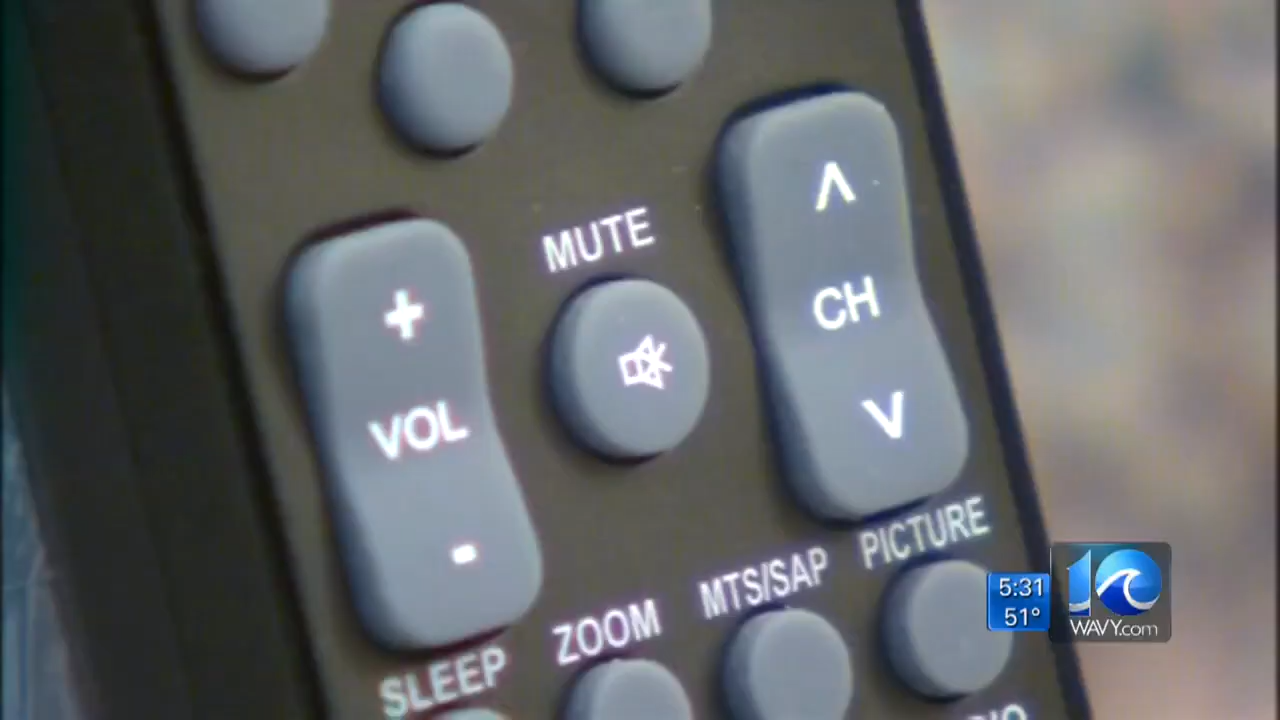 MUTE
+
VOL
-
CH
SLEEP
ZOOM
MTS/SAP
PICTURE
5:31
51°
10
WAVY.com